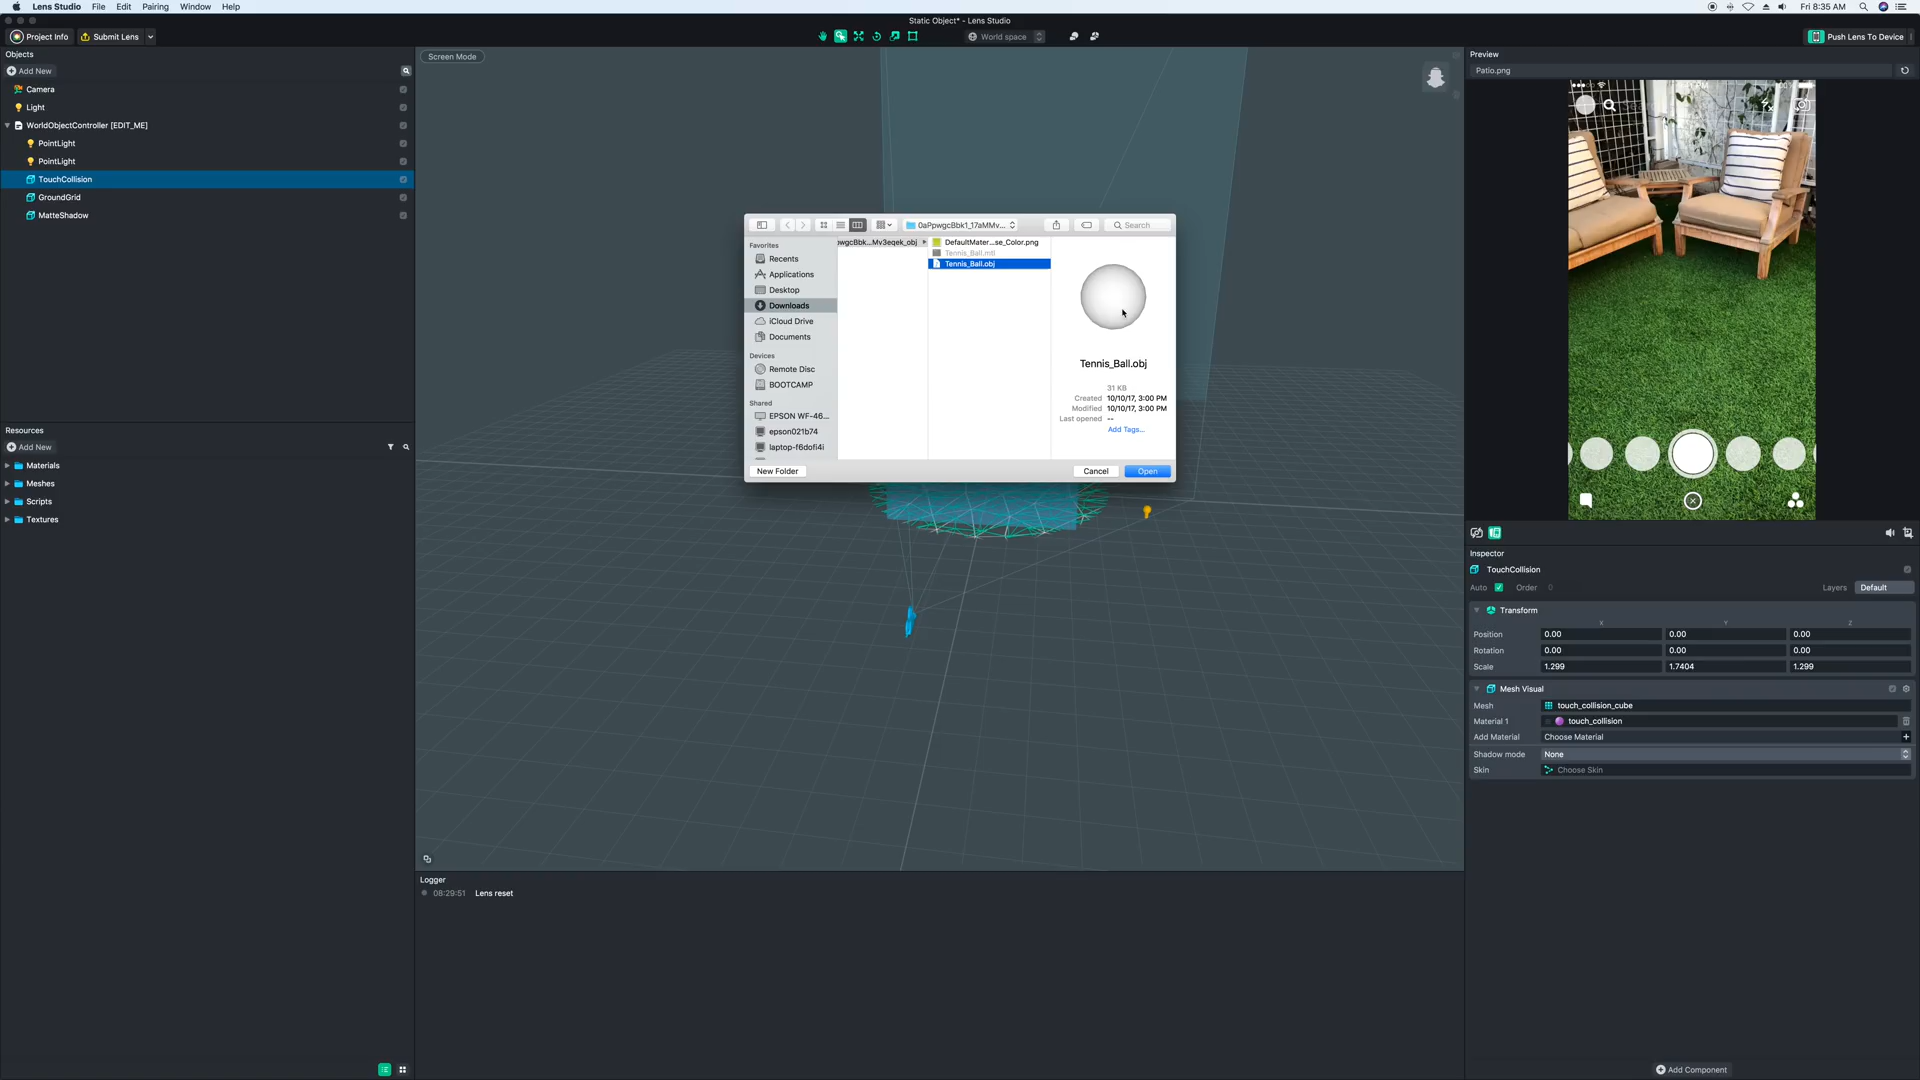 Lens Studio File Edit Pairing Window Help
Fri 8:35 AM
Static Object* - Lens Studio
Project Info Submit Lens
World space
Push Lens To Device
Objects
Add New
Camera
Light
WorldObjectController [EDIT_ME]
PointLight
PointLight
TouchCollision
GroundGrid
MatteShadow
Resources
Add New
Materials
Meshes
Scripts
Textures
Screen Mode
0aPpwgcBbk1_17aMMv...
Search
Favorites
Recents
Applications
Desktop
Downloads
iCloud Drive
Documents
Devices
Remote Disc
BOOTCAMP
Shared
EPSON WF-46...
epson021b74
laptop-f6dofi4i
DefaultMater...se_Color.png
Tennis_Ball.mtl
Tennis_Ball.obj
Tennis_Ball.obj
31 KB
Created 10/10/17, 3:00 PM
Modified 10/10/17, 3:00 PM
Last opened --
Add Tags...
New Folder
Cancel
Open
Logger
08:29:51 Lens reset
Preview
Patio.png
Inspector
TouchCollision
Auto Order 0 Layers Default
Transform
X Y Z
Position 0.00 0.00 0.00
Rotation 0.00 0.00 0.00
Scale 1.299 1.7404 1.299
Mesh Visual
Mesh touch_collision_cube
Material 1 touch_collision
Add Material Choose Material
Shadow mode None
Skin Choose Skin
Add Component